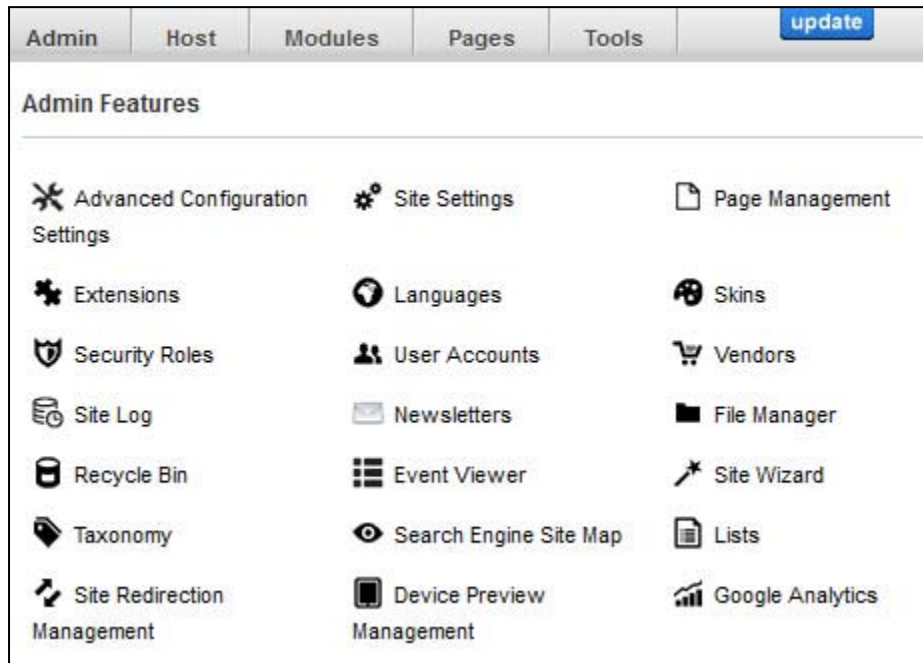 Admin Host Modules Pages Tools update
Admin Features
Advanced Configuration Settings
Site Settings
Page Management
Extensions
Languages
Skins
Security Roles
User Accounts
Vendors
Site Log
Newsletters
File Manager
Recycle Bin
Event Viewer
Site Wizard
Taxonomy
Search Engine Site Map
Lists
Site Redirection Management
Device Preview Management
Google Analytics